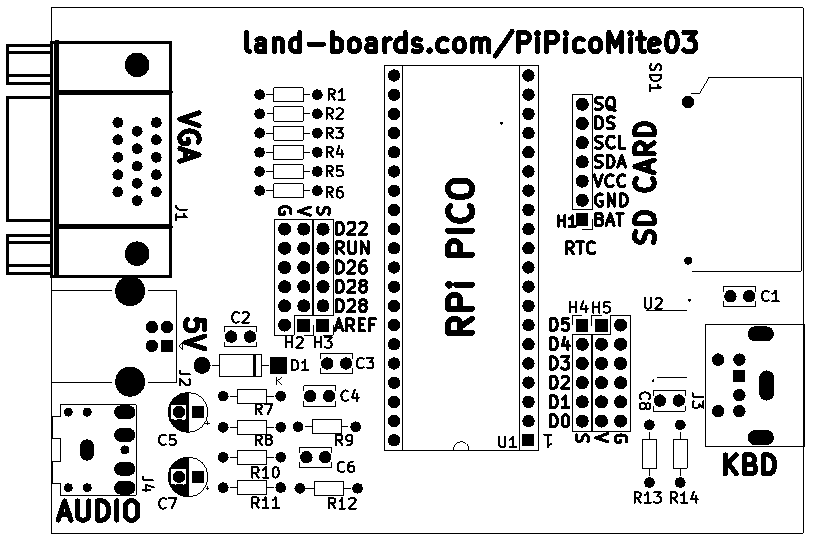 land-boards.com/PiPicoMite03
VGA
J1
R1
R2
R3
R4
R5
R6
G V S
D22
RUN
D26
D28
D28
AREF
H2 H3
RPi PICO
U1
1
SD1
SQ
DS
SCL
SDA
VCC
GND
H1 BAT
RTC
SD CARD
5V
J2
C2
D1
K
C3
C4
R7
C5
R8
R9
R10
C6
C7
R11
R12
J4
AUDIO
H4 H5
D5
D4
D3
D2
D1
D0
S V G
U2
C1
C8
J3
KBD
R13 R14